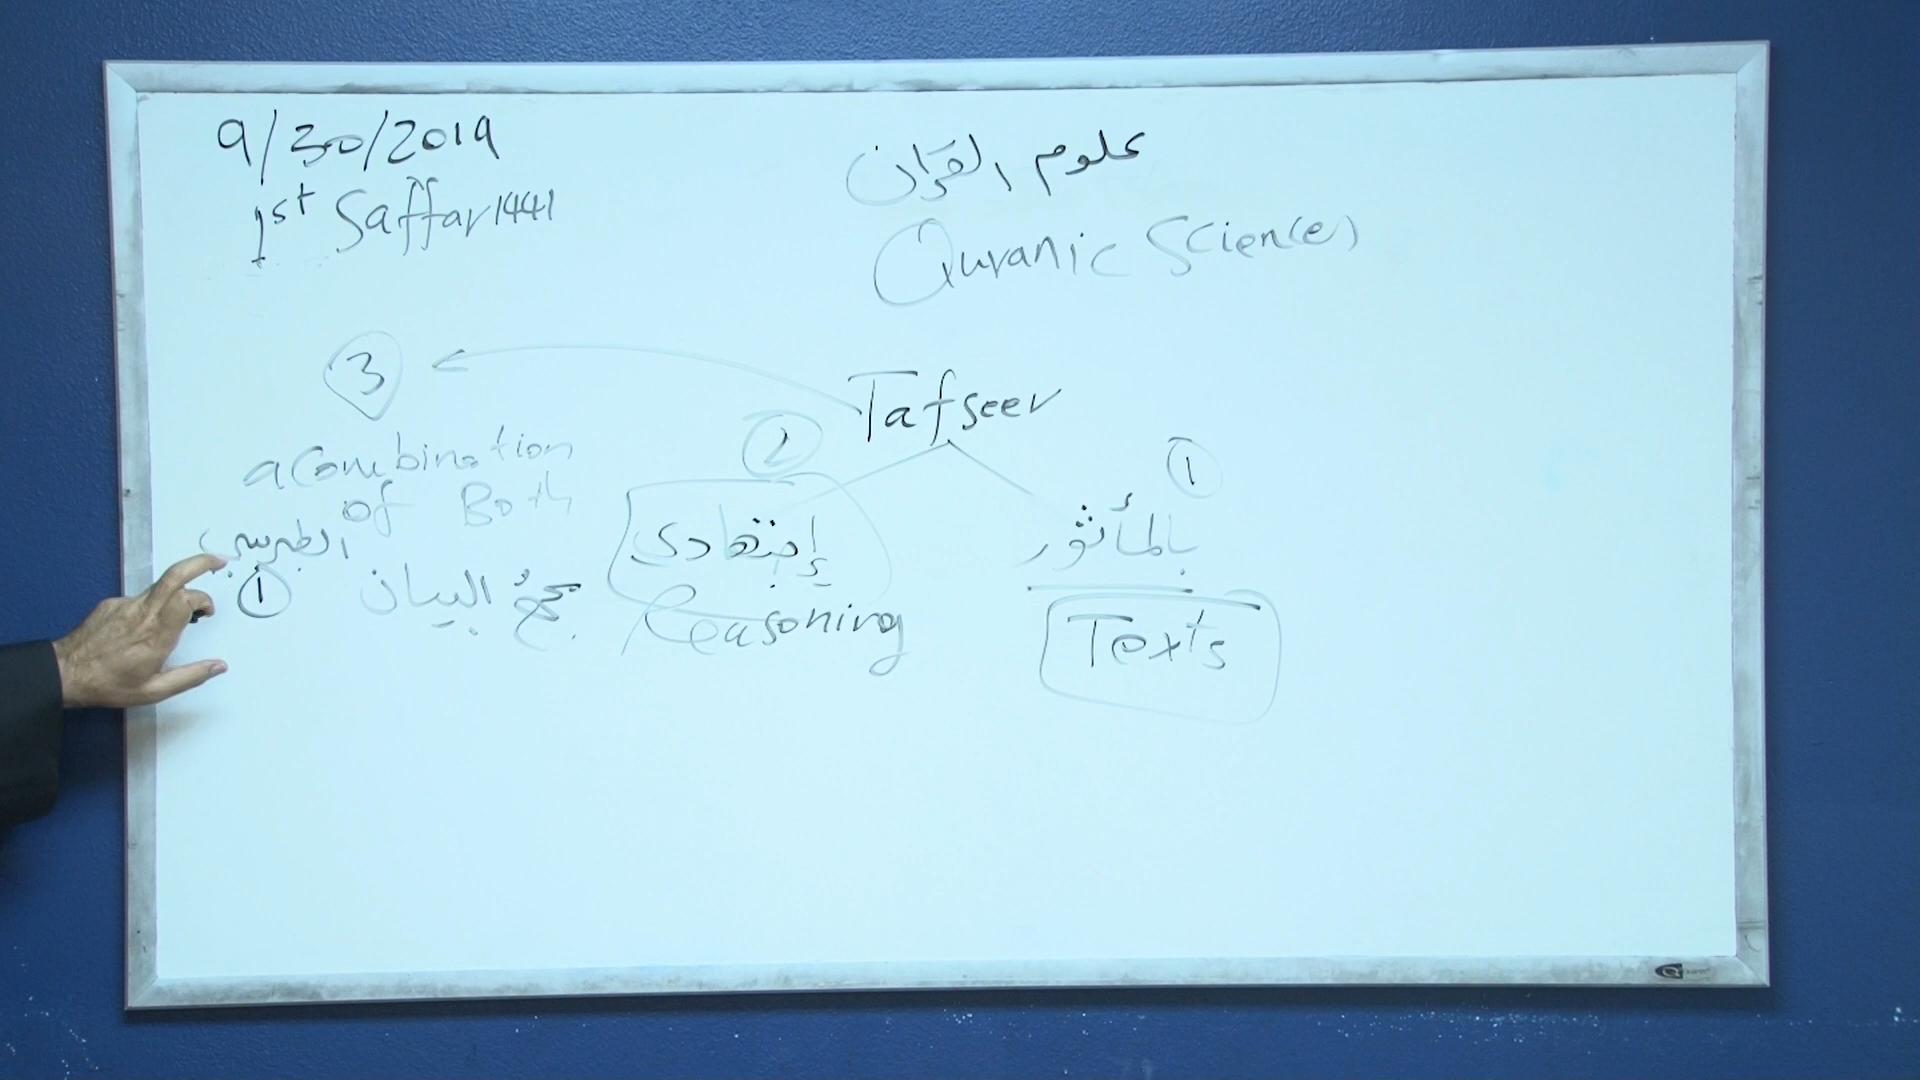 9/30/2019
1st Saffar 1441
علوم القرآن
Quranic Sciences
Tafseer
1
بالمأثور
Texts
2
إجتهادي
Reasoning
3
a Combination
of Both
الطبرسي
1 مجمع البيان